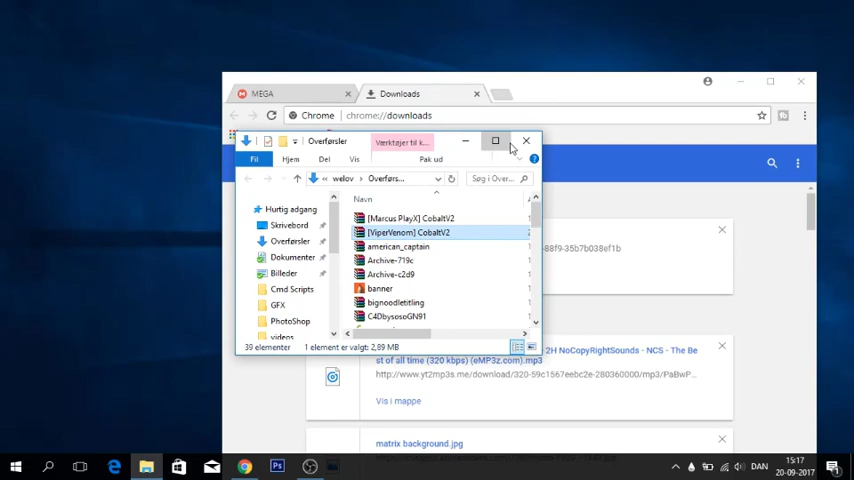 MEGA
Downloads
Chrome
chrome://downloads
Overførsler
Værktøjer til k...
Fil
Hjem
Del
Vis
Pak ud
welov
Overførs...
Søg i Over...
Navn
Hurtig adgang
Skrivebord
Overførsler
Dokumenter
Billeder
Cmd Scripts
GFX
PhotoShop
videns
[Marcus PlayX] CobaltV2
[ViperVenom] CobaltV2
american_captain
Archive-719c
Archive-c2d9
banner
bignoodletitling
C4DbysosoGN91
39 elementer
1 element er valgt: 2,89 MB
88f9-35b7b038ef1b
2H NoCopyRightSounds - NCS - The Be
st of all time (320 kbps) (eMP3z.com).mp3
http://www.yt2mp3s.me/download/320-59c1567eebc2e-280360000/mp3/PaBwP...
Vis i mappe
matrix background.jpg
DAN
15:17
20-09-2017